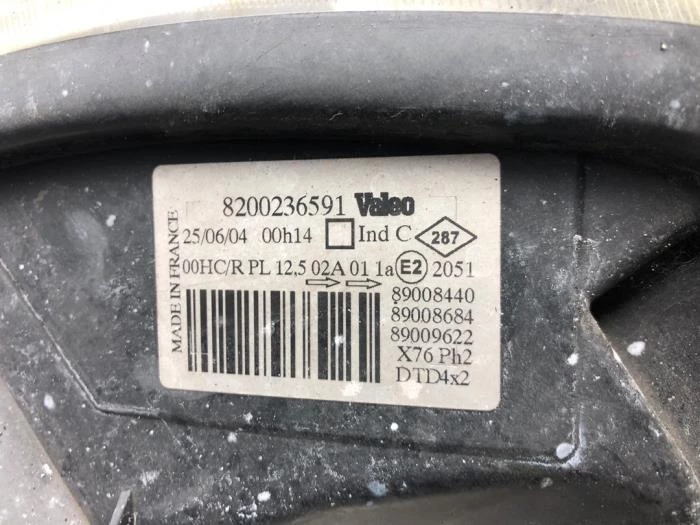 8200236591 Valeo
25/06/04 00h14 Ind C 287
00HC/R PL 12,5 02A 01 1a E2 2051
89008440
89008684
89009622
X76 Ph2
DTD4x2
MADE IN FRANCE